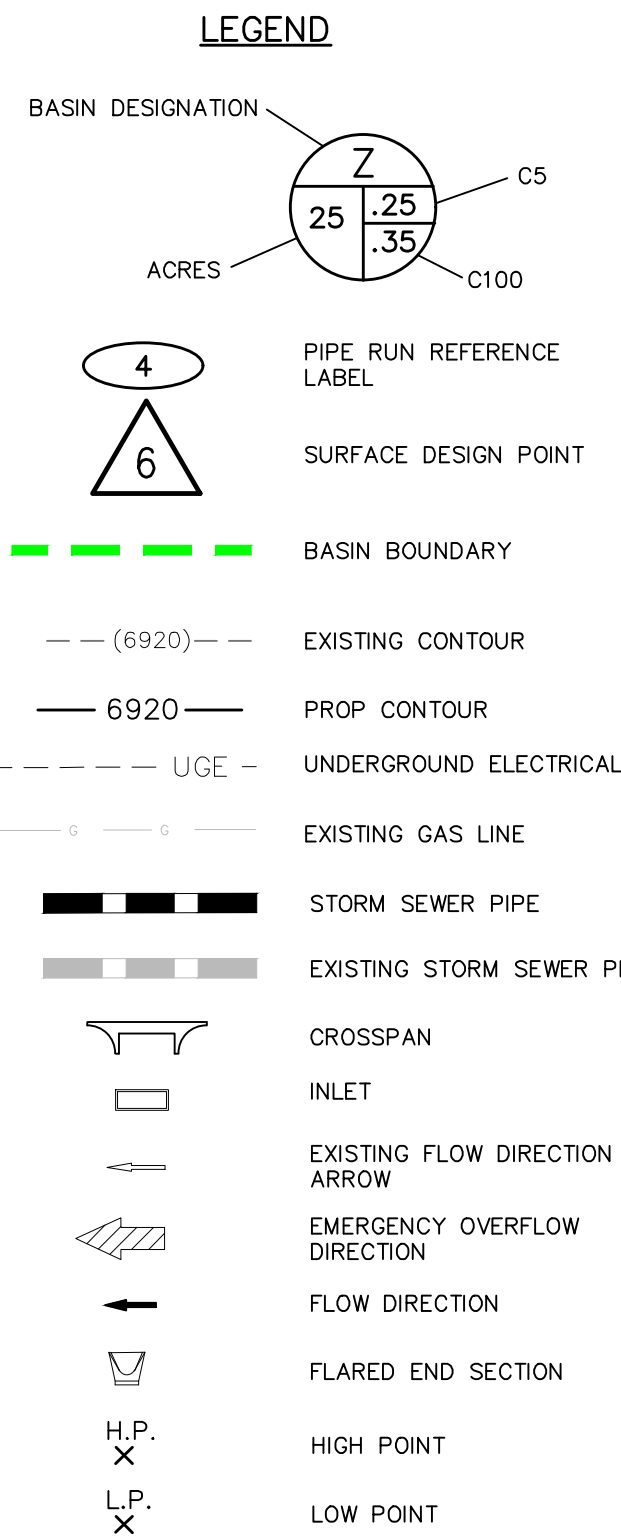 LEGEND
BASIN DESIGNATION
Z
C5
25
.25
.35
ACRES
C100
4
PIPE RUN REFERENCE
LABEL
6
SURFACE DESIGN POINT
BASIN BOUNDARY
(6920)
EXISTING CONTOUR
6920
PROP CONTOUR
UGE
UNDERGROUND ELECTRICAL
G G
EXISTING GAS LINE
STORM SEWER PIPE
EXISTING STORM SEWER
CROSSPAN
INLET
EXISTING FLOW DIRECTION
ARROW
EMERGENCY OVERFLOW
DIRECTION
FLOW DIRECTION
FLARED END SECTION
H.P.
HIGH POINT
L.P.
LOW POINT